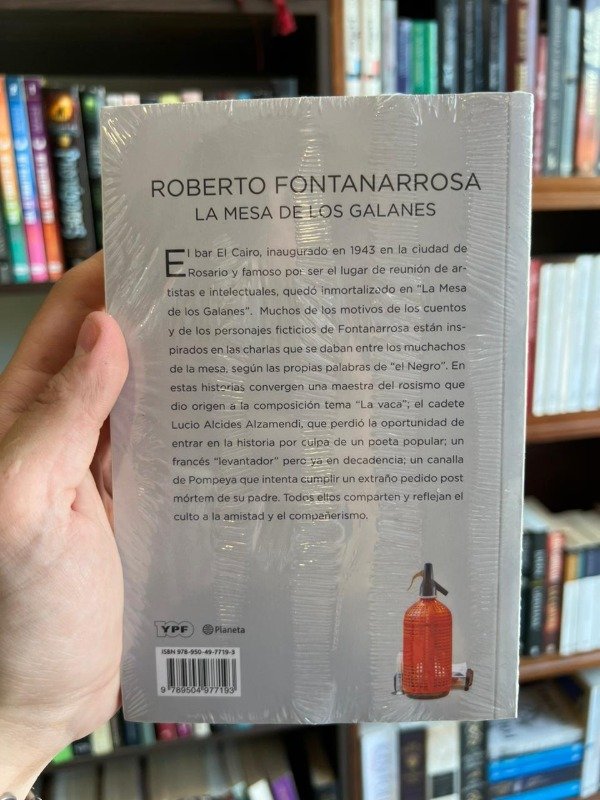 ROBERTO FONTANARROSA
LA MESA DE LOS GALANES
El bar El Cairo, inaugurado en 1943 en la ciudad de
Rosario y famoso por ser el lugar de reunión de ar-
tistas e intelectuales, quedó inmortalizado en “La Mesa
de los Galanes”. Muchos de los motivos de los cuentos
y de los personajes ficticios de Fontanarrosa están ins-
pirados en las charlas que se daban entre los muchachos
de la mesa, según las propias palabras de “el Negro”. En
estas historias convergen una maestra del rosismo que
dio origen a la composición tema “La vaca”; el cadete
Lucio Alcides Alzamendi, que perdió la oportunidad de
entrar en la historia por culpa de un poeta popular; un
francés “levantador” pero ya en decadencia; un canalla
de Pompeya que intenta cumplir un extraño pedido post
mórtem de su padre. Todos ellos comparten y reflejan el
culto a la amistad y el compañerismo.
100 YPF Planeta
ISBN 978-950-49-7719-3
9 789504 977193